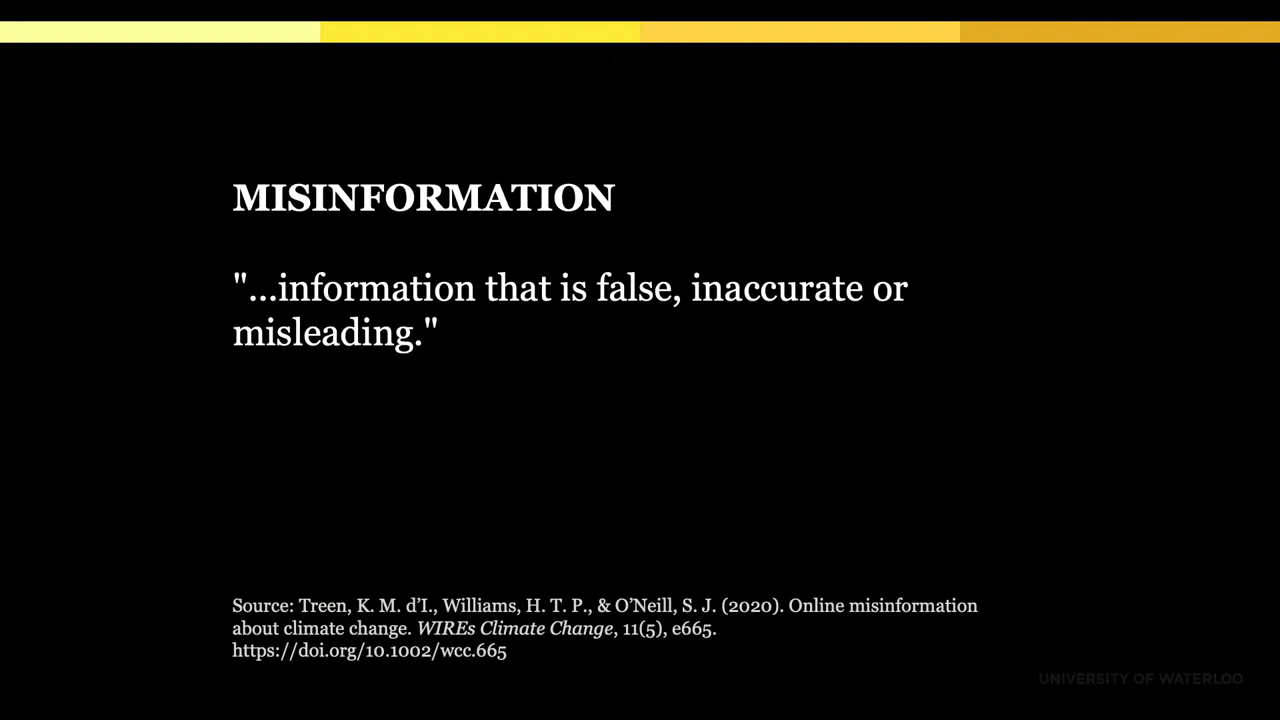 MISINFORMATION
"...information that is false, inaccurate or
misleading."
Source: Treen, K. M. d’I., Williams, H. T. P., & O’Neill, S. J. (2020). Online misinformation
about climate change. WIREs Climate Change, 11(5), e665.
https://doi.org/10.1002/wcc.665
UNIVERSITY OF WATERLOO